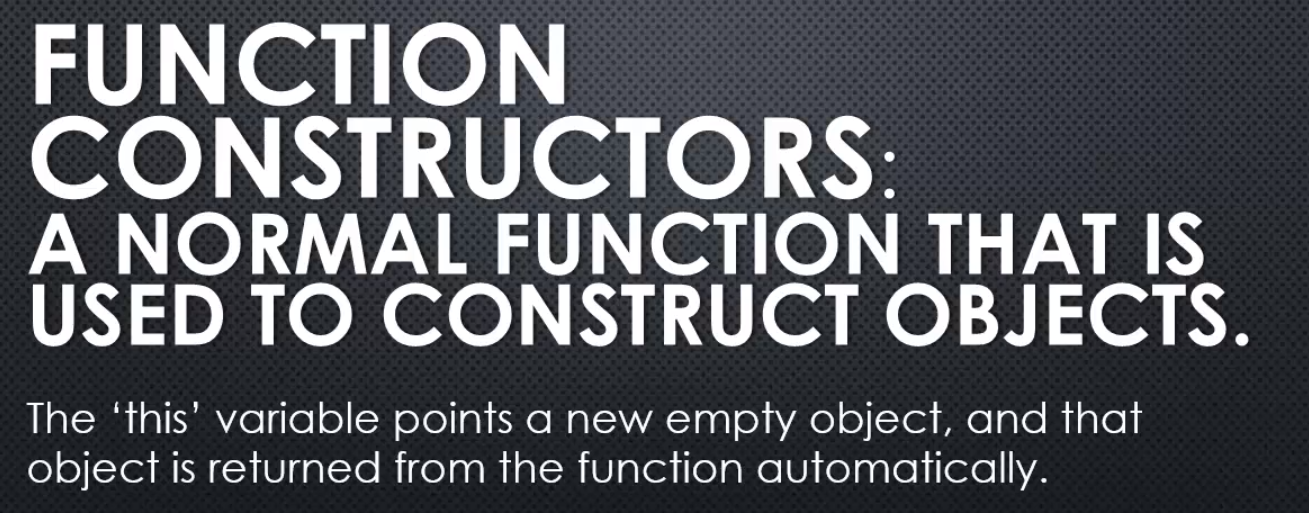 FUNCTION
CONSTRUCTORS:
A NORMAL FUNCTION THAT IS
USED TO CONSTRUCT OBJECTS.
The ‘this’ variable points a new empty object, and that
object is returned from the function automatically.